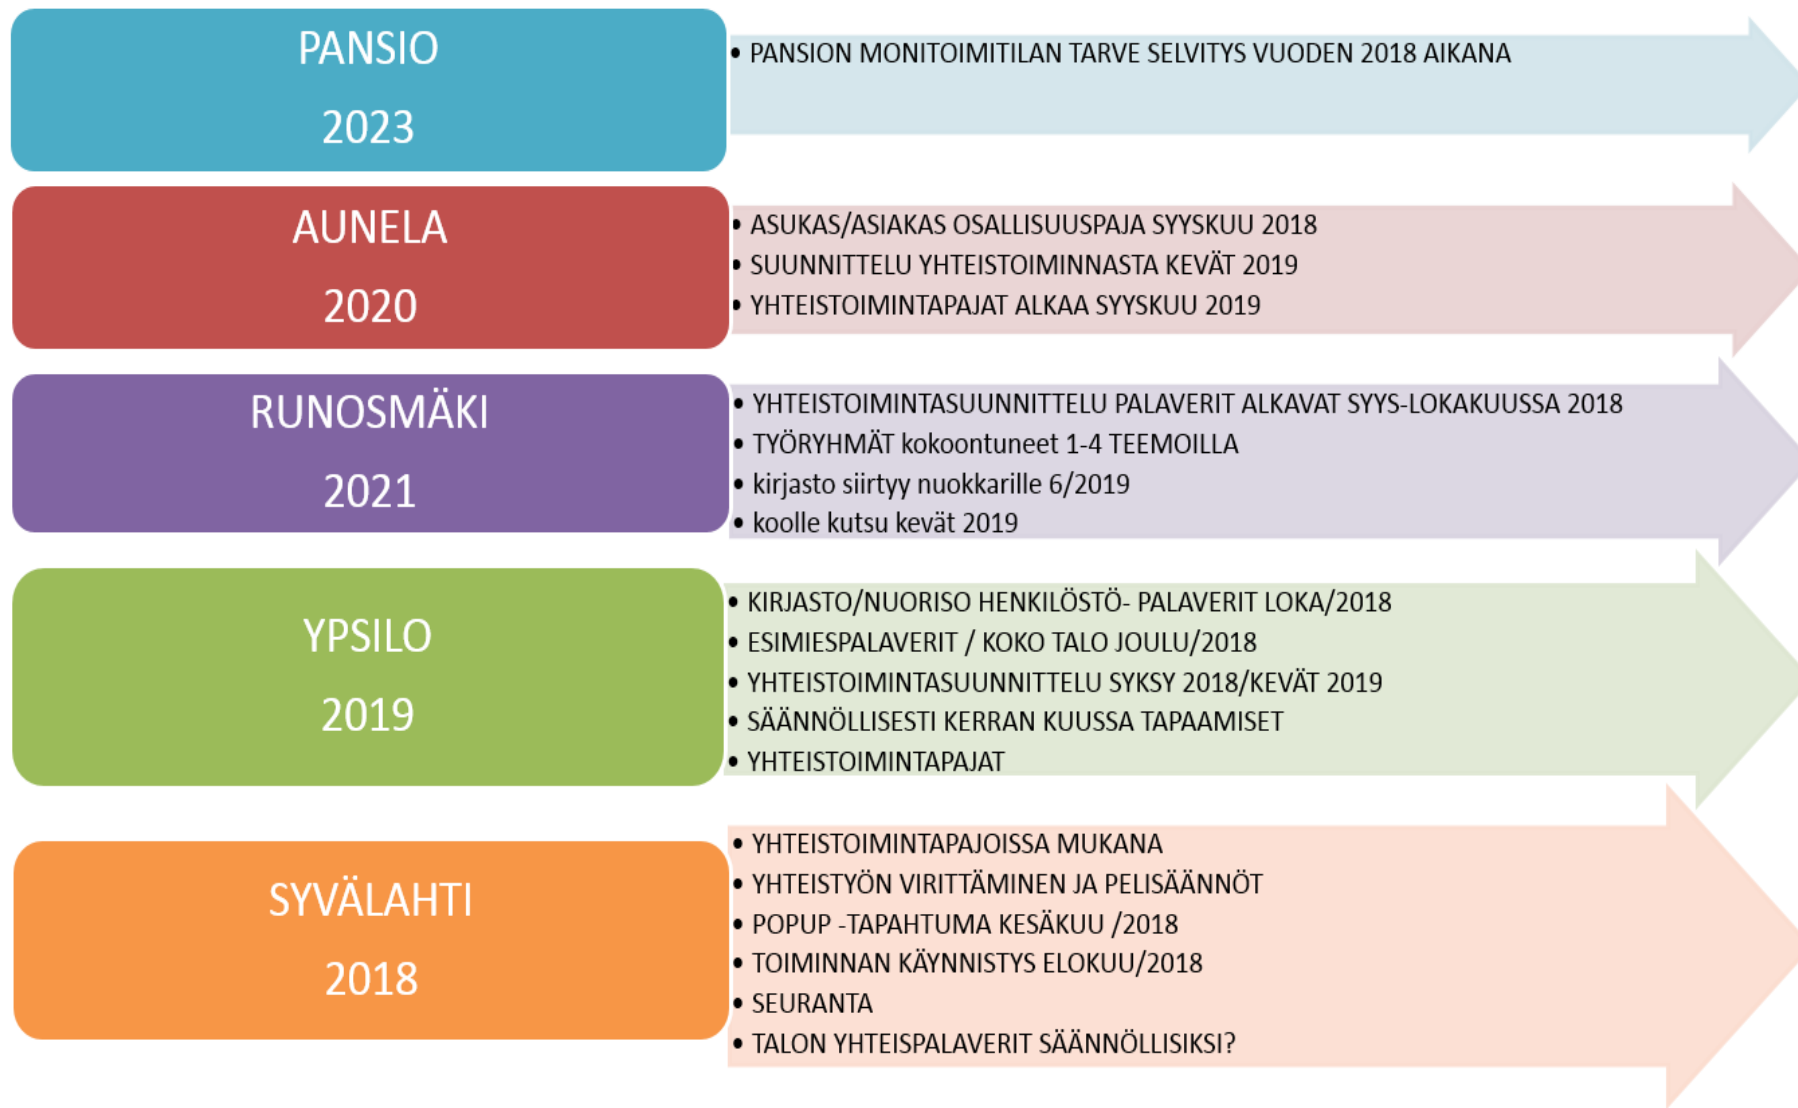 PANSIO
2023
• PANSION MONITOIMITILAN TARVE SELVITYS VUODEN 2018 AIKANA
AUNELA
2020
• ASUKAS/ASIAKAS OSALLISUUSPAJA SYYSKUU 2018
• SUUNNITTELU YHTEISTOIMINNASTA KEVÄT 2019
• YHTEISTOIMINTAPAJAT ALKAA SYYSKUU 2019
RUNOSMÄKI
2021
• YHTEISTOIMINTASUUNNITTELU PALAVERIT ALKAVAT SYYS-LOKAKUUSSA 2018
• TYÖRYHMÄT kokoontuneet 1-4 TEEMOILLA
• kirjasto siirtyy nuokkarille 6/2019
• koolle kutsu kevät 2019
YPSILO
2019
• KIRJASTO/NUORISO HENKILÖSTÖ- PALAVERIT LOKA/2018
• ESIMIESPALAVERIT / KOKO TALO JOULU/2018
• YHTEISTOIMINTASUUNNITTELU SYKSY 2018/KEVÄT 2019
• SÄÄNNÖLLISESTI KERRAN KUUSSA TAPAAMISET
• YHTEISTOIMINTAPAJAT
SYVÄLAHTI
2018
• YHTEISTOIMINTAPAJOISSA MUKANA
• YHTEISTYÖN VIRITTÄMINEN JA PELISÄÄNNÖT
• POPUP -TAPAHTUMA KESÄKUU /2018
• TOIMINNAN KÄYNNISTYS ELOKUU/2018
• SEURANTA
• TALON YHTEISPALAVERIT SÄÄNNÖLLISIKSI?